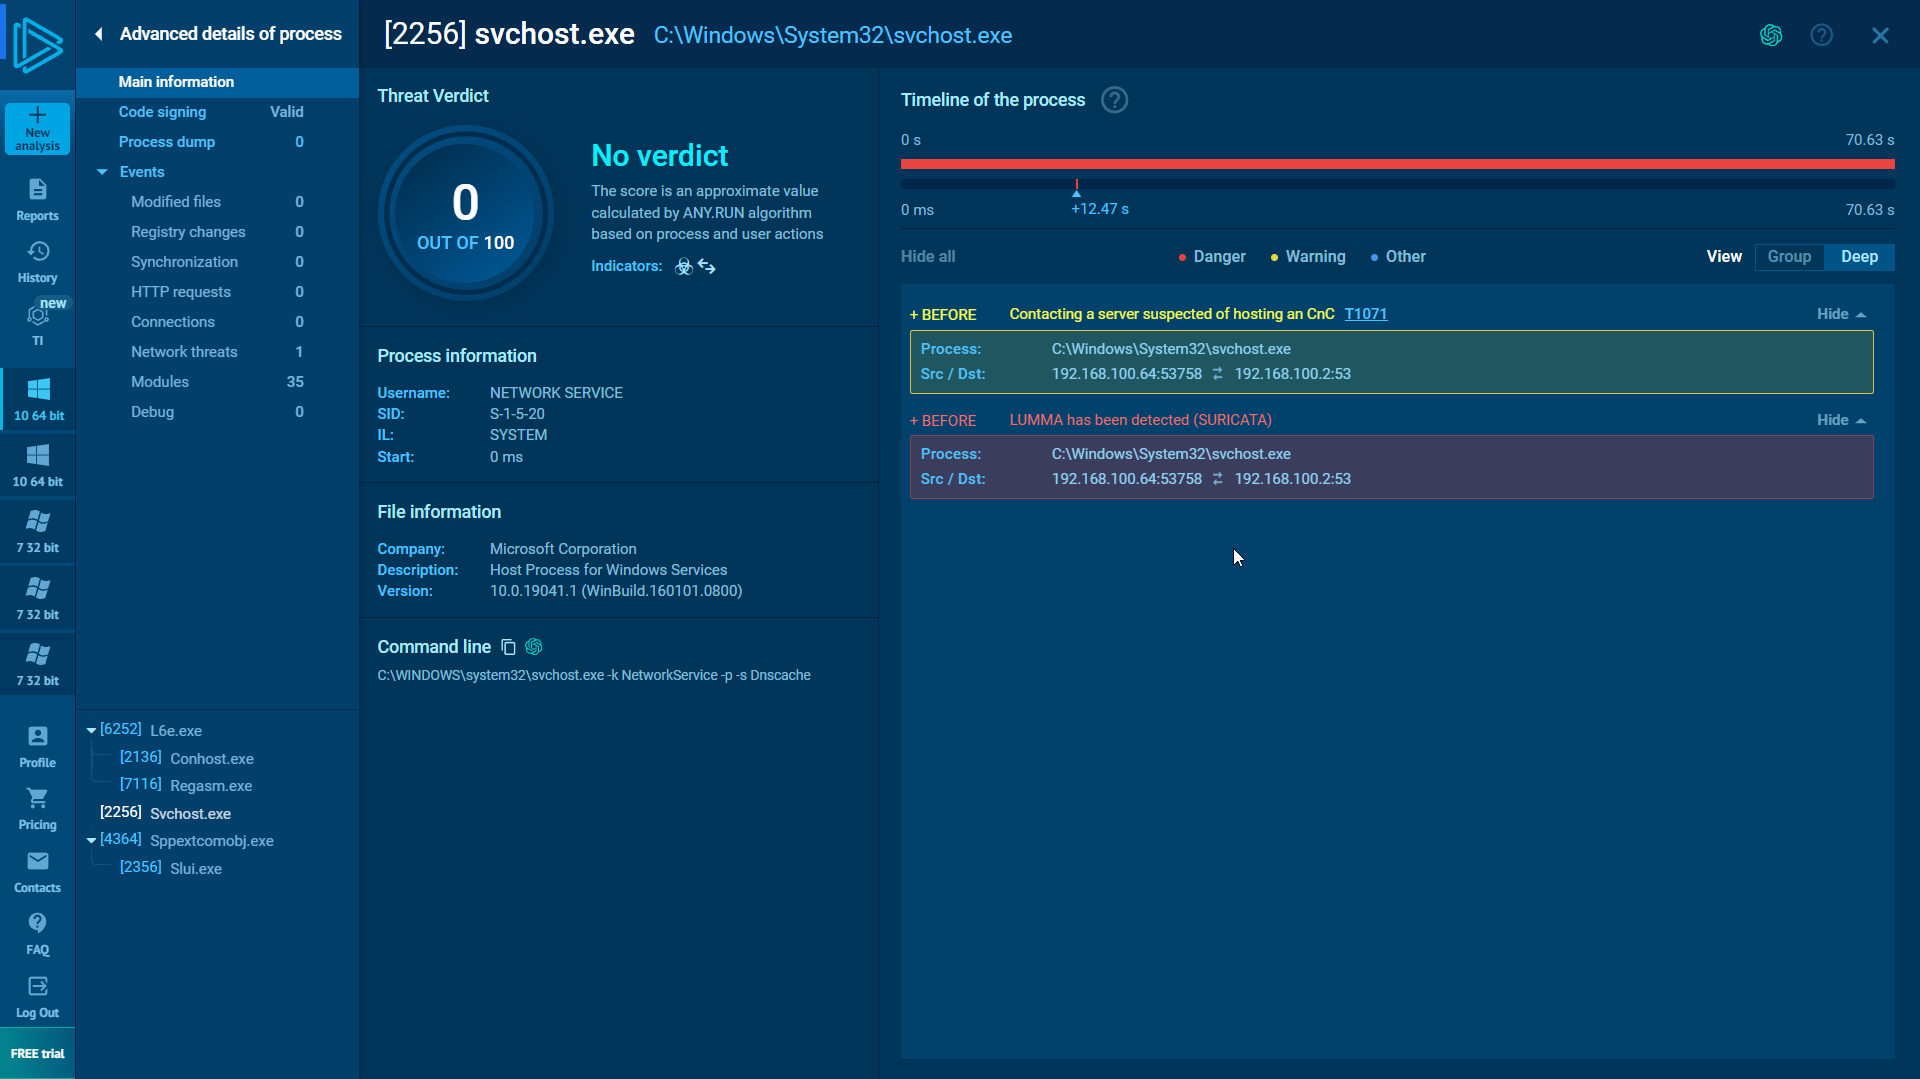 Advanced details of process
[2256] svchost.exe C:\Windows\System32\svchost.exe
New
analysis
Reports
History
new
TI
10 64 bit
10 64 bit
7 32 bit
7 32 bit
7 32 bit
Profile
Pricing
Contacts
FAQ
Log Out
FREE trial
Main information
Code signing Valid
Process dump 0
Events
Modified files 0
Registry changes 0
Synchronization 0
HTTP requests 0
Connections 0
Network threats 1
Modules 35
Debug 0
[6252] L6e.exe
[2136] Conhost.exe
[7116] Regasm.exe
[2256] Svchost.exe
[4364] Sppextcomobj.exe
[2356] Slui.exe
Threat Verdict
0
OUT OF 100
No verdict
The score is an approximate value
calculated by ANY.RUN algorithm
based on process and user actions
Indicators:
Process information
Username: NETWORK SERVICE
SID: S-1-5-20
IL: SYSTEM
Start: 0 ms
File information
Company: Microsoft Corporation
Description: Host Process for Windows Services
Version: 10.0.19041.1 (WinBuild.160101.0800)
Command line
C:\WINDOWS\system32\svchost.exe -k NetworkService -p -s Dnscache
Timeline of the process ?
0 s 70.63 s
0 ms +12.47 s 70.63 s
Hide all Danger Warning Other View Group Deep
+ BEFORE Contacting a server suspected of hosting an CnC T1071 Hide
Process: C:\Windows\System32\svchost.exe
Src / Dst: 192.168.100.64:53758 ⇄ 192.168.100.2:53
+ BEFORE LUMMA has been detected (SURICATA) Hide
Process: C:\Windows\System32\svchost.exe
Src / Dst: 192.168.100.64:53758 ⇄ 192.168.100.2:53